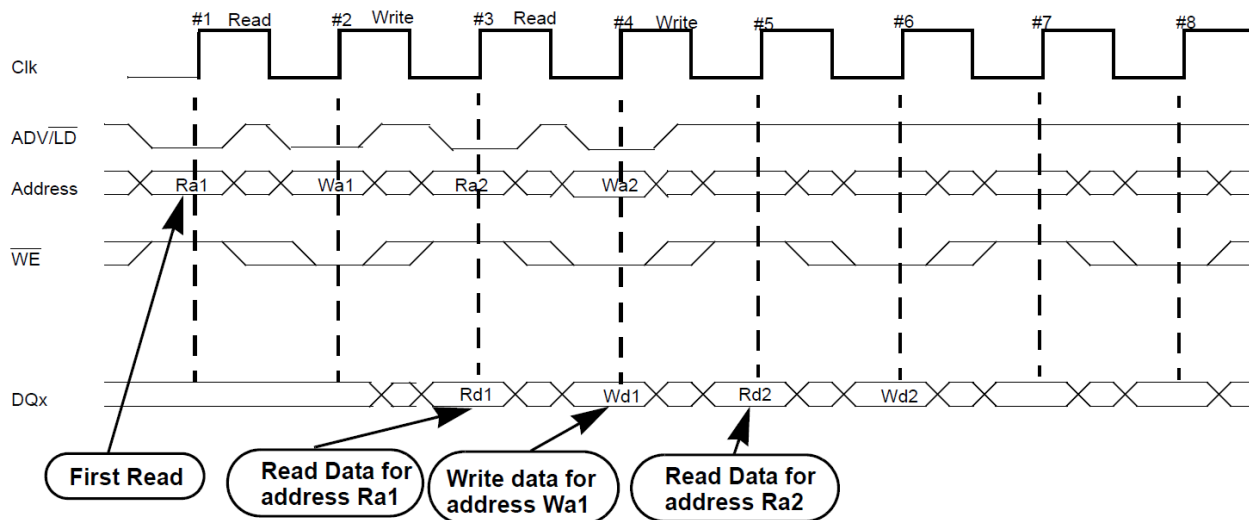 #1 Read #2 Write #3 Read #4 Write #5 #6 #7 #8
Clk
ADV/LD
Address Ra1 Wa1 Ra2 Wa2
WE
DQx Rd1 Wd1 Rd2 Wd2
First Read
Read Data for
address Ra1
Write data for
address Wa1
Read Data for
address Ra2